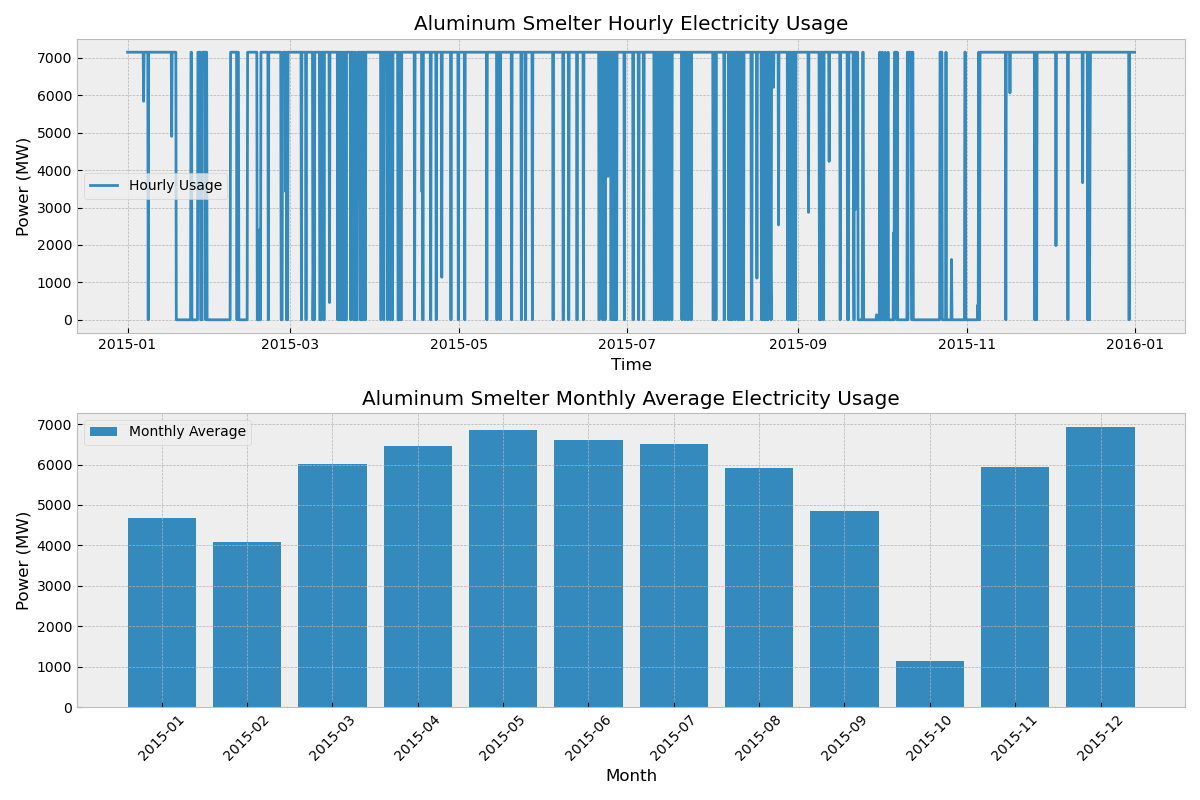 Aluminum Smelter Hourly Electricity Usage
Power (MW)
7000
6000
5000
4000
3000
2000
1000
0
Hourly Usage
2015-01 2015-03 2015-05 2015-07 2015-09 2015-11 2016-01
Time
Aluminum Smelter Monthly Average Electricity Usage
Power (MW)
7000
6000
5000
4000
3000
2000
1000
0
Monthly Average
2015-01 2015-02 2015-03 2015-04 2015-05 2015-06 2015-07 2015-08 2015-09 2015-10 2015-11 2015-12
Month